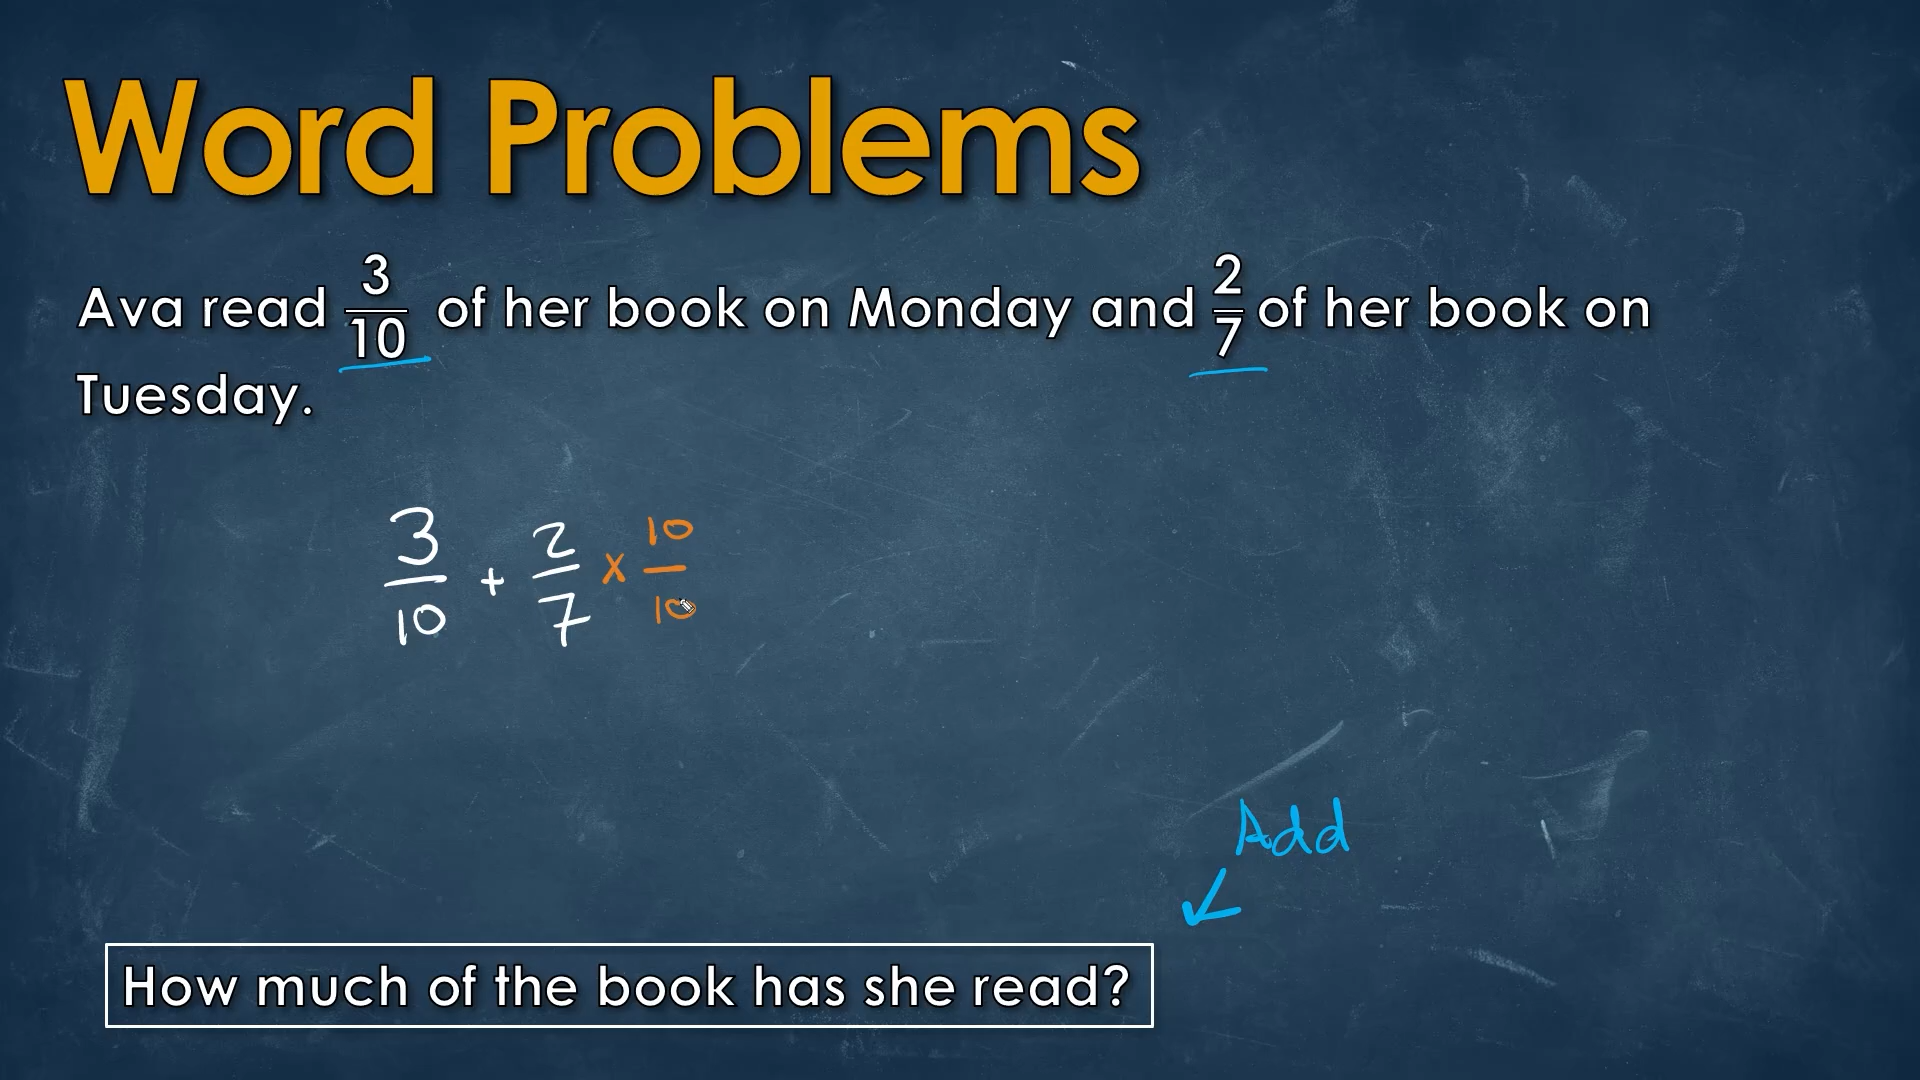 Word Problems
Ava read 3/10 of her book on Monday and 2/7 of her book on
Tuesday.
3/10 + 2/7 x 10/10
Add
How much of the book has she read?